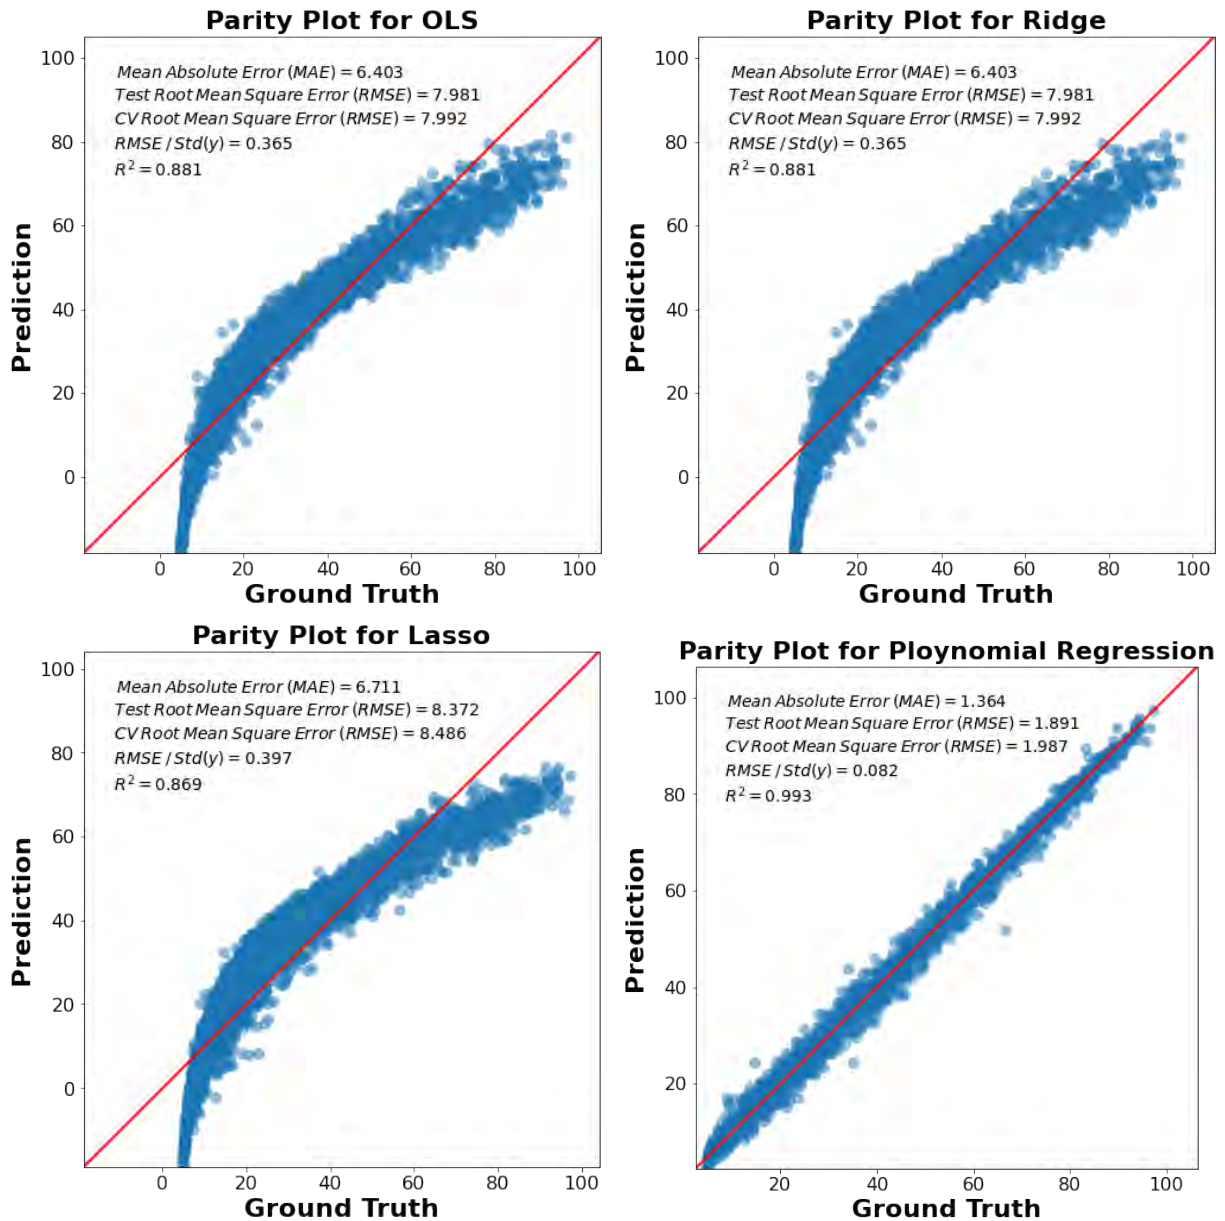 Parity Plot for OLS
Mean Absolute Error (MAE) = 6.403
Test Root Mean Square Error (RMSE) = 7.981
CV Root Mean Square Error (RMSE) = 7.992
RMSE / Std(y) = 0.365
R² = 0.881
100
80
60
40
20
0
Prediction
0 20 40 60 80 100
Ground Truth
Parity Plot for Ridge
Mean Absolute Error (MAE) = 6.403
Test Root Mean Square Error (RMSE) = 7.981
CV Root Mean Square Error (RMSE) = 7.992
RMSE / Std(y) = 0.365
R² = 0.881
100
80
60
40
20
0
Prediction
0 20 40 60 80 100
Ground Truth
Parity Plot for Lasso
Mean Absolute Error (MAE) = 6.711
Test Root Mean Square Error (RMSE) = 8.372
CV Root Mean Square Error (RMSE) = 8.486
RMSE / Std(y) = 0.397
R² = 0.869
100
80
60
40
20
0
Prediction
0 20 40 60 80 100
Ground Truth
Parity Plot for Ploynomial Regression
Mean Absolute Error (MAE) = 1.364
Test Root Mean Square Error (RMSE) = 1.891
CV Root Mean Square Error (RMSE) = 1.987
RMSE / Std(y) = 0.082
R² = 0.993
100
80
60
40
20
Prediction
20 40 60 80 100
Ground Truth